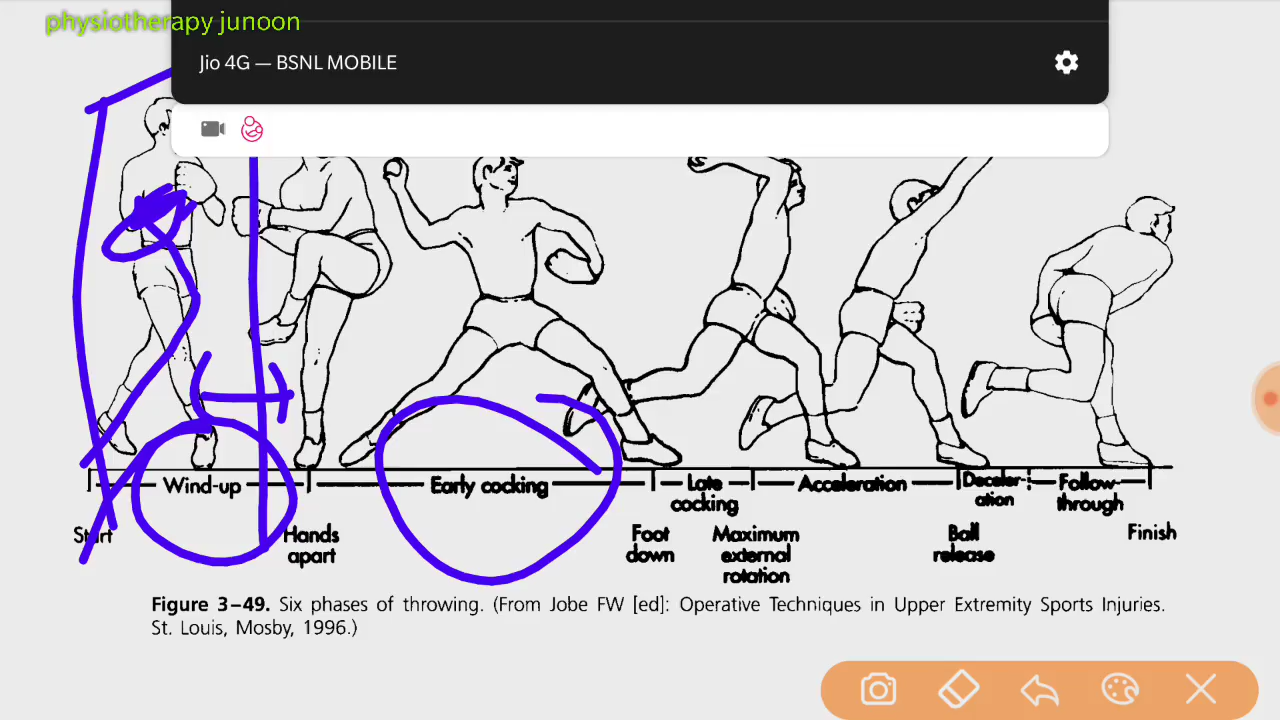 physiotherapy junoon
Jio 4G — BSNL MOBILE
Wind-up
Early cocking
Late cocking
Acceleration
Deceler-ation
Follow-through
Start
Hands apart
Foot down
Maximum external rotation
Ball release
Finish
Figure 3–49. Six phases of throwing. (From Jobe FW [ed]: Operative Techniques in Upper Extremity Sports Injuries.
St. Louis, Mosby, 1996.)